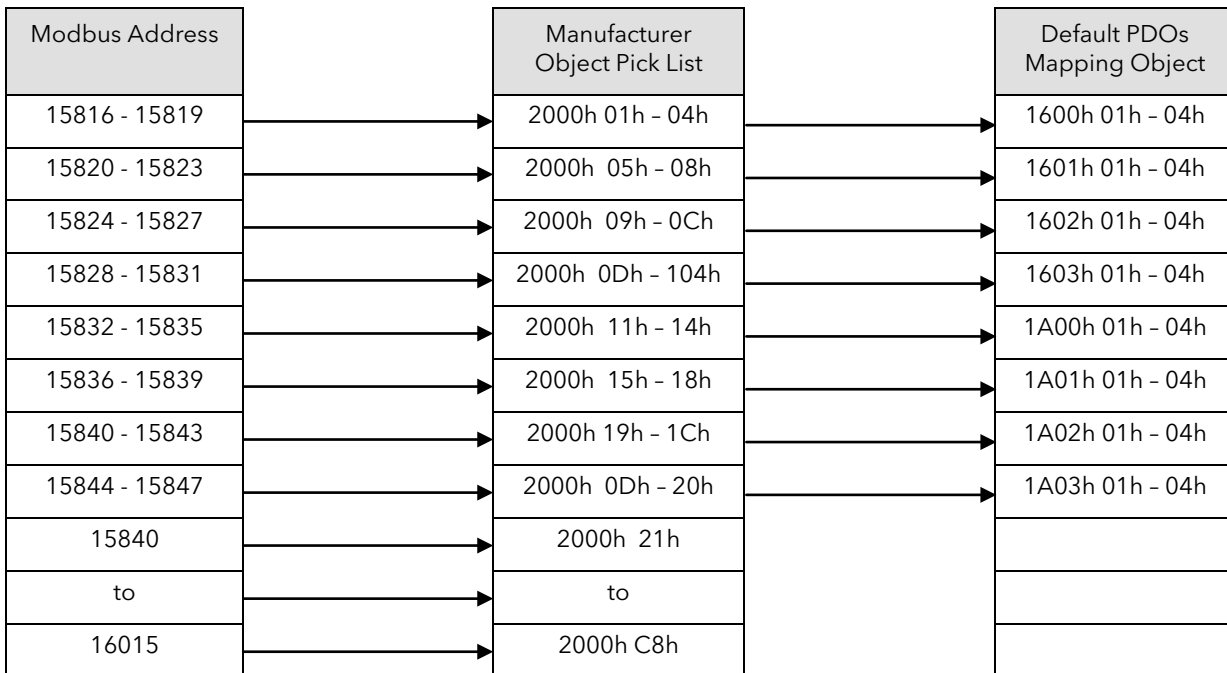 Modbus Address
Manufacturer
Object Pick List
Default PDOs
Mapping Object
15816 - 15819
2000h 01h – 04h
1600h 01h – 04h
15820 - 15823
2000h  05h – 08h
1601h 01h – 04h
15824 - 15827
2000h  09h – 0Ch
1602h 01h – 04h
15828 - 15831
2000h  0Dh – 104h
1603h 01h – 04h
15832 - 15835
2000h  11h – 14h
1A00h 01h – 04h
15836 - 15839
2000h  15h – 18h
1A01h 01h – 04h
15840 - 15843
2000h 19h – 1Ch
1A02h 01h – 04h
15844 - 15847
2000h  0Dh – 20h
1A03h 01h – 04h
15840
2000h  21h
to
to
16015
2000h C8h